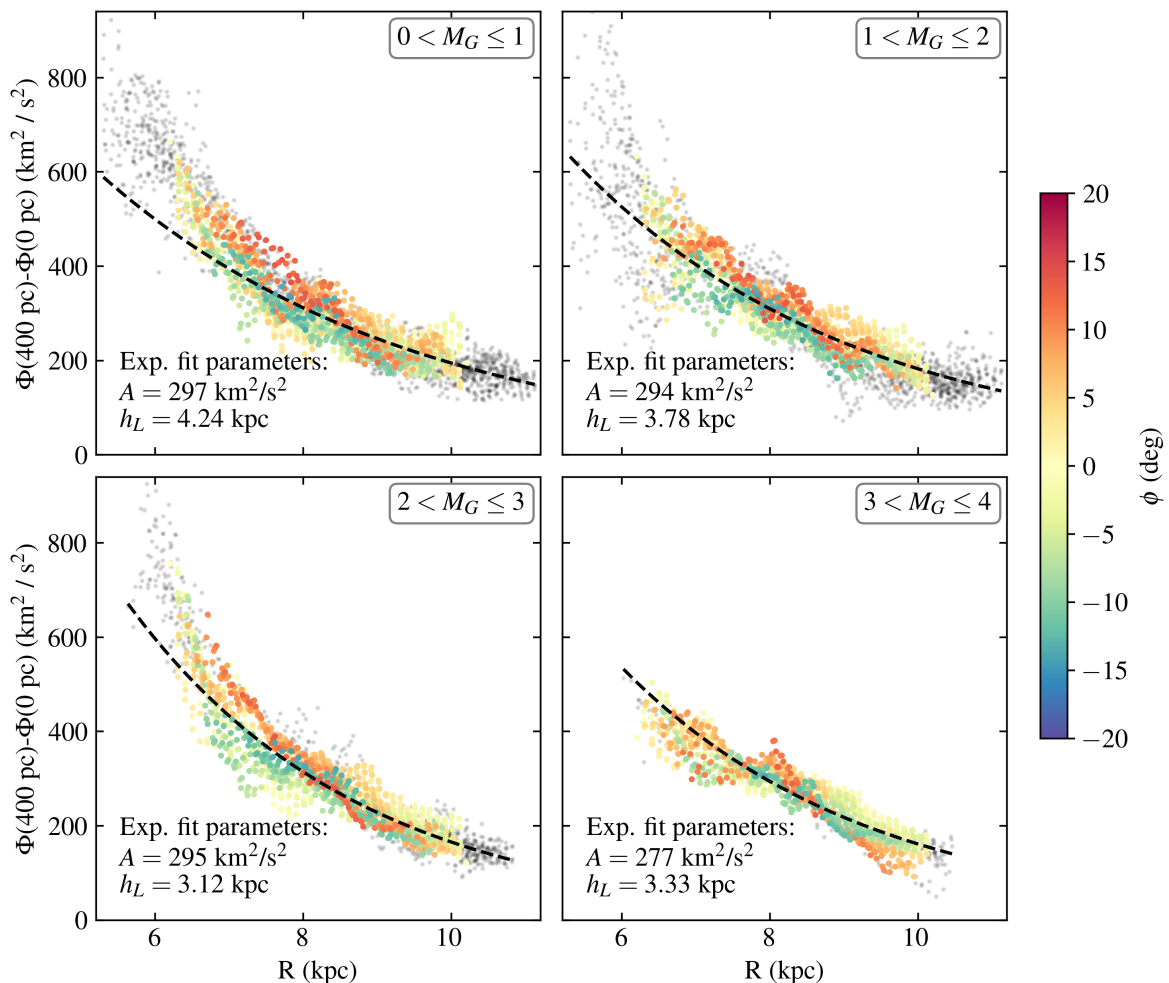 0 < M_G ≤ 1
1 < M_G ≤ 2
Φ(400 pc)-Φ(0 pc) (km² / s²)
800
600
400
200
0
Exp. fit parameters:
A = 297 km²/s²
h_L = 4.24 kpc
Exp. fit parameters:
A = 294 km²/s²
h_L = 3.78 kpc
2 < M_G ≤ 3
3 < M_G ≤ 4
Φ(400 pc)-Φ(0 pc) (km² / s²)
800
600
400
200
0
Exp. fit parameters:
A = 295 km²/s²
h_L = 3.12 kpc
Exp. fit parameters:
A = 277 km²/s²
h_L = 3.33 kpc
6 8 10
6 8 10
R (kpc)
R (kpc)
20
15
10
5
0
−5
−10
−15
−20
ϕ (deg)